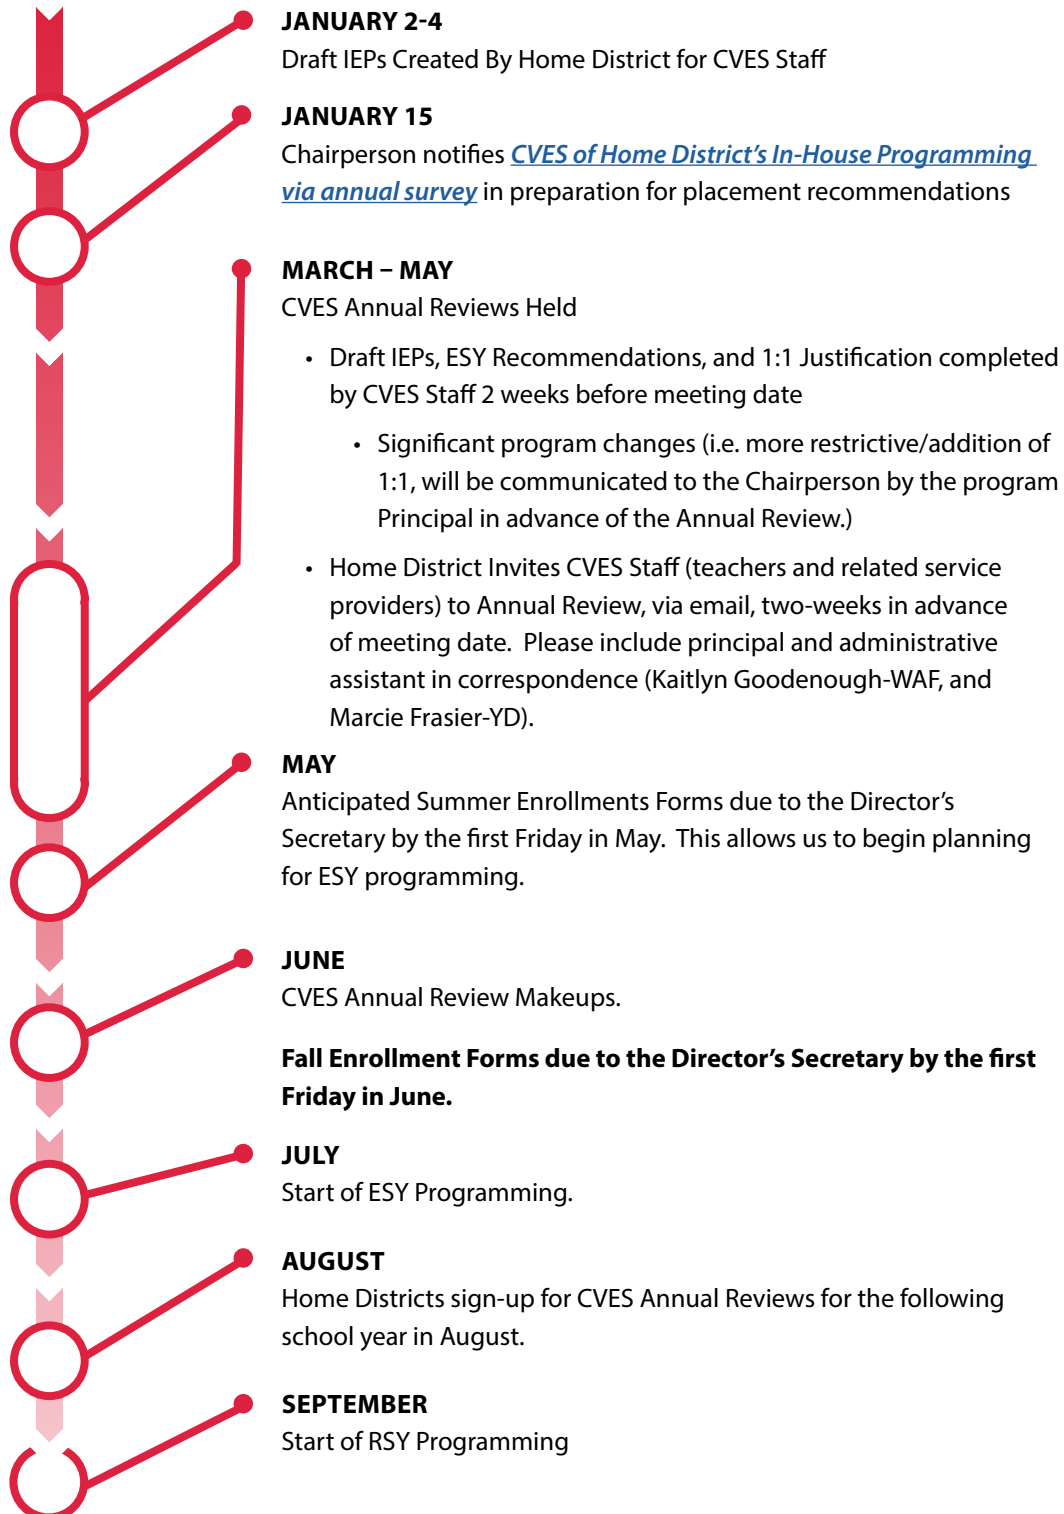 JANUARY 2-4
Draft IEPs Created By Home District for CVES Staff
JANUARY 15
Chairperson notifies CVES of Home District’s In-House Programming
via annual survey in preparation for placement recommendations
MARCH – MAY
CVES Annual Reviews Held
• Draft IEPs, ESY Recommendations, and 1:1 Justification completed
by CVES Staff 2 weeks before meeting date
• Significant program changes (i.e. more restrictive/addition of
1:1, will be communicated to the Chairperson by the program
Principal in advance of the Annual Review.)
• Home District Invites CVES Staff (teachers and related service
providers) to Annual Review, via email, two-weeks in advance
of meeting date.  Please include principal and administrative
assistant in correspondence (Kaitlyn Goodenough-WAF, and
Marcie Frasier-YD).
MAY
Anticipated Summer Enrollments Forms due to the Director’s
Secretary by the first Friday in May.  This allows us to begin planning
for ESY programming.
JUNE
CVES Annual Review Makeups.
Fall Enrollment Forms due to the Director’s Secretary by the first
Friday in June.
JULY
Start of ESY Programming.
AUGUST
Home Districts sign-up for CVES Annual Reviews for the following
school year in August.
SEPTEMBER
Start of RSY Programming